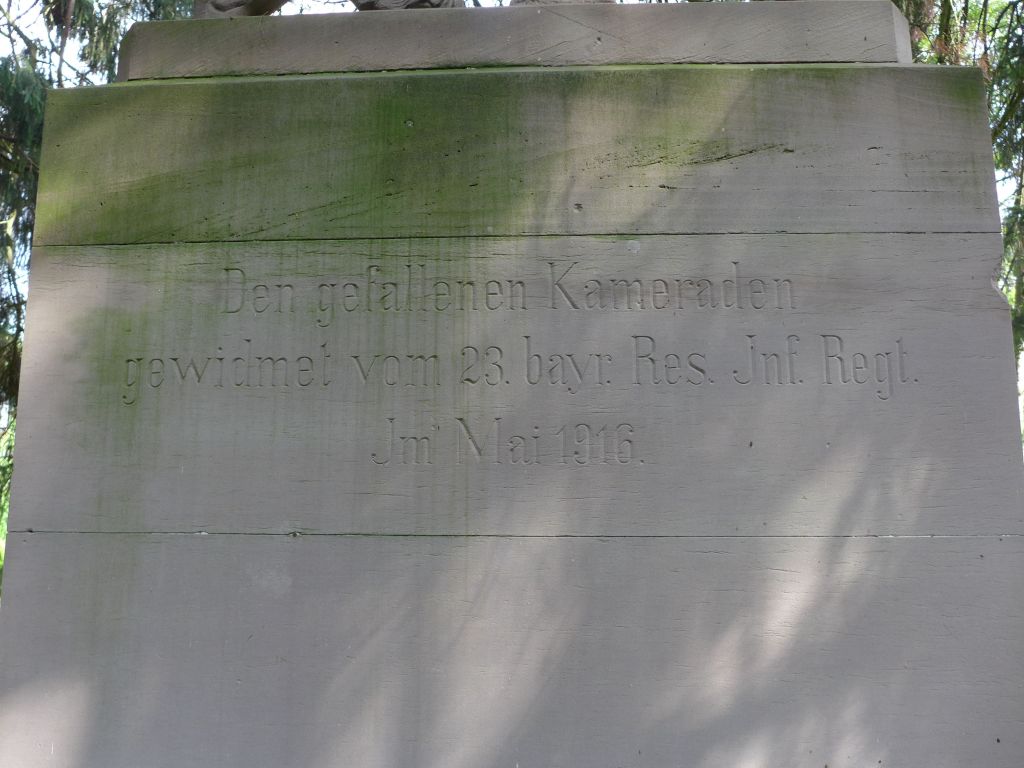 Den gefallenen Kameraden
gewidmet vom 23. bayr. Res. Jnf. Regt.
Jm Mai 1916.